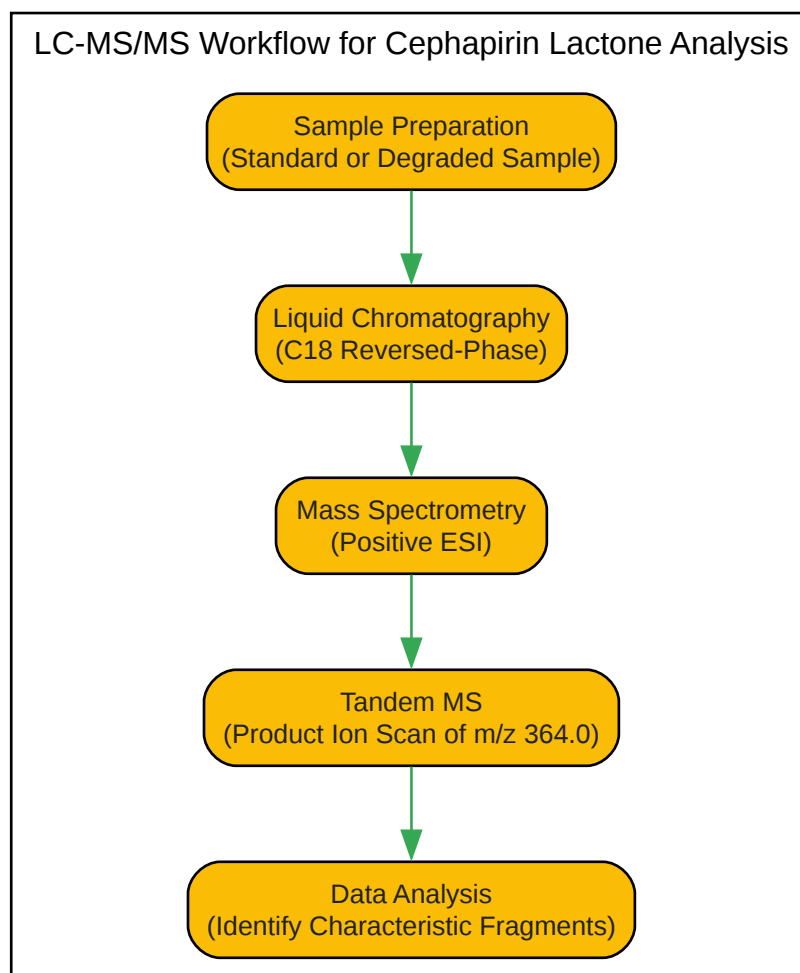 LC-MS/MS Workflow for Cephapirin Lactone Analysis
Sample Preparation
(Standard or Degraded Sample)
Liquid Chromatography
(C18 Reversed-Phase)
Mass Spectrometry
(Positive ESI)
Tandem MS
(Product Ion Scan of m/z 364.0)
Data Analysis
(Identify Characteristic Fragments)